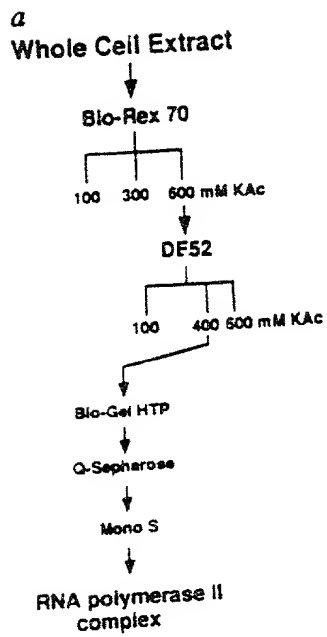 a
Whole Cell Extract
Bio-Rex 70
100 300 600 mM KAc
DE52
100 400 600 mM KAc
Bio-Gel HTP
Q-Sepharose
Mono S
RNA polymerase II
complex